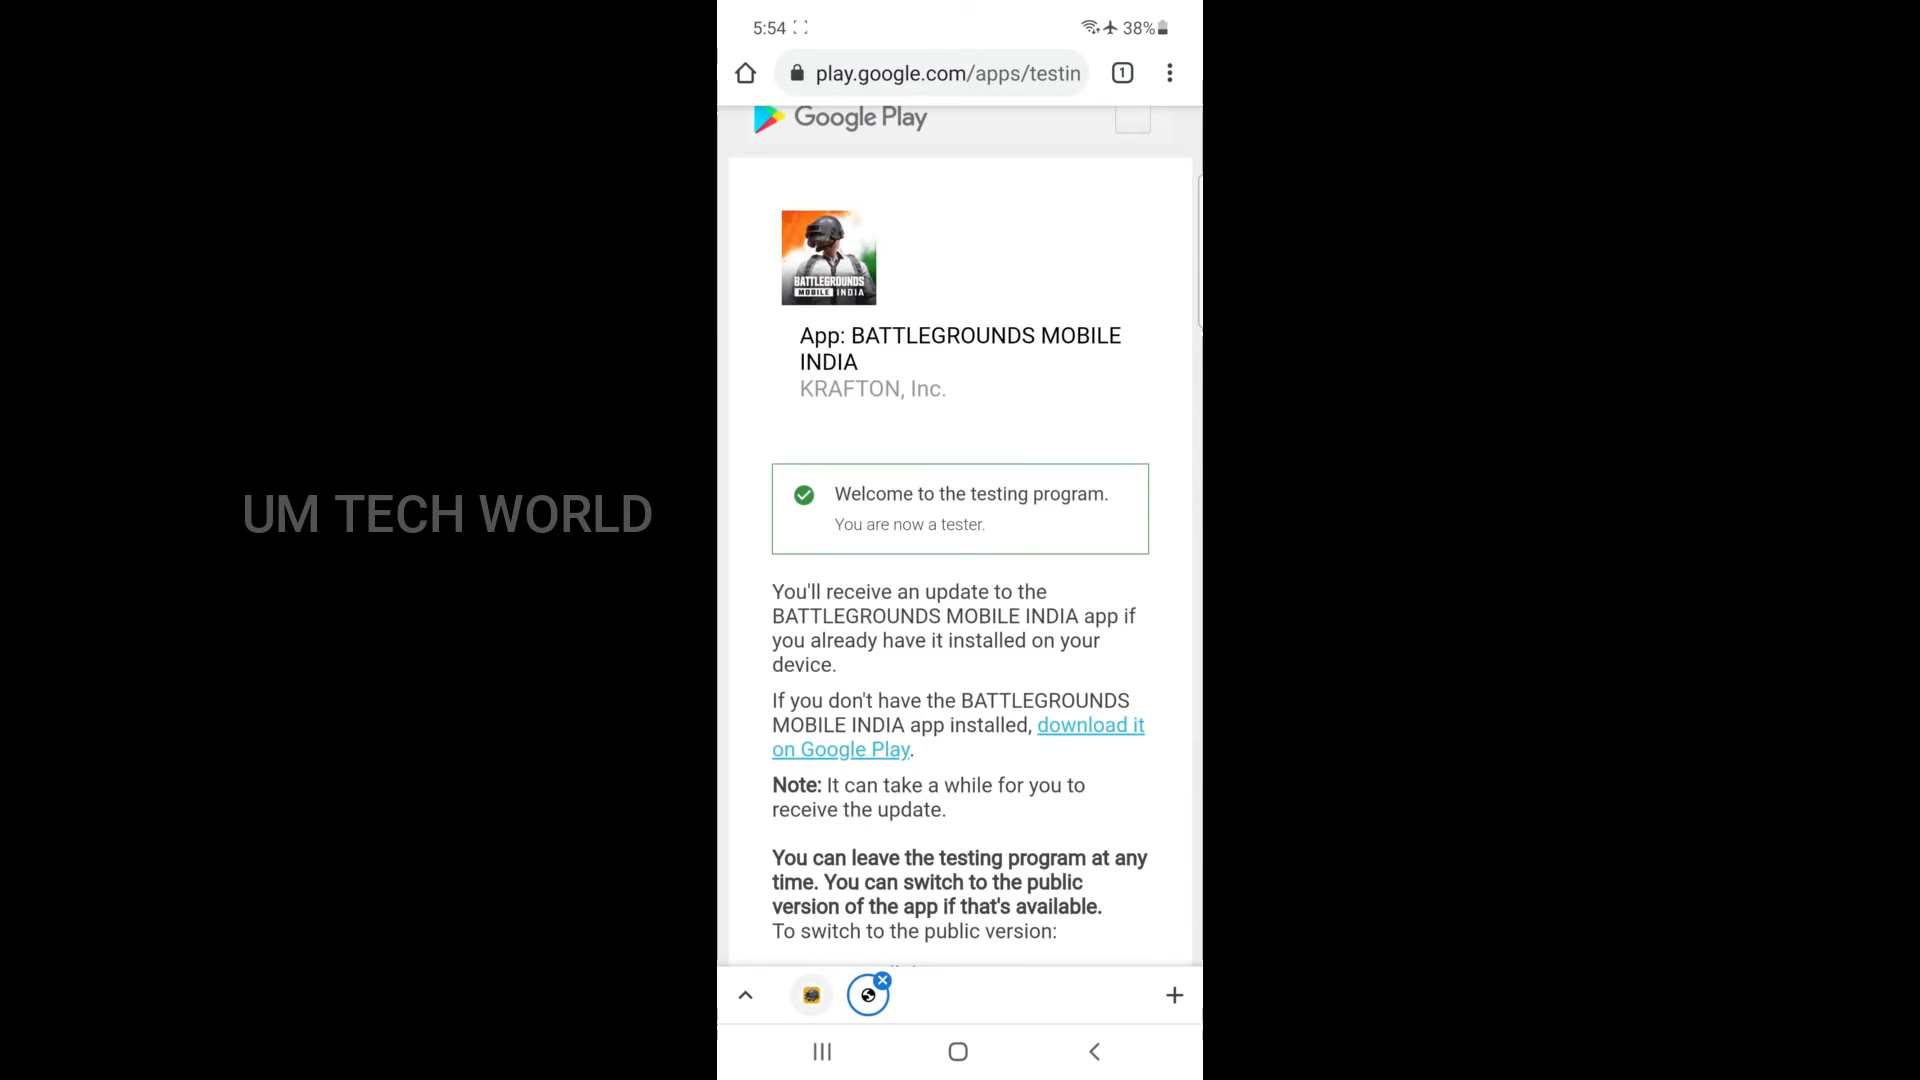 5:54
38%
play.google.com/apps/testin
1
Google Play
BATTLEGROUNDS
MOBILE INDIA
App: BATTLEGROUNDS MOBILE
INDIA
KRAFTON, Inc.
UM TECH WORLD
Welcome to the testing program.
You are now a tester.
You'll receive an update to the
BATTLEGROUNDS MOBILE INDIA app if
you already have it installed on your
device.
If you don't have the BATTLEGROUNDS
MOBILE INDIA app installed, download it
on Google Play.
Note: It can take a while for you to
receive the update.
You can leave the testing program at any
time. You can switch to the public
version of the app if that's available.
To switch to the public version: